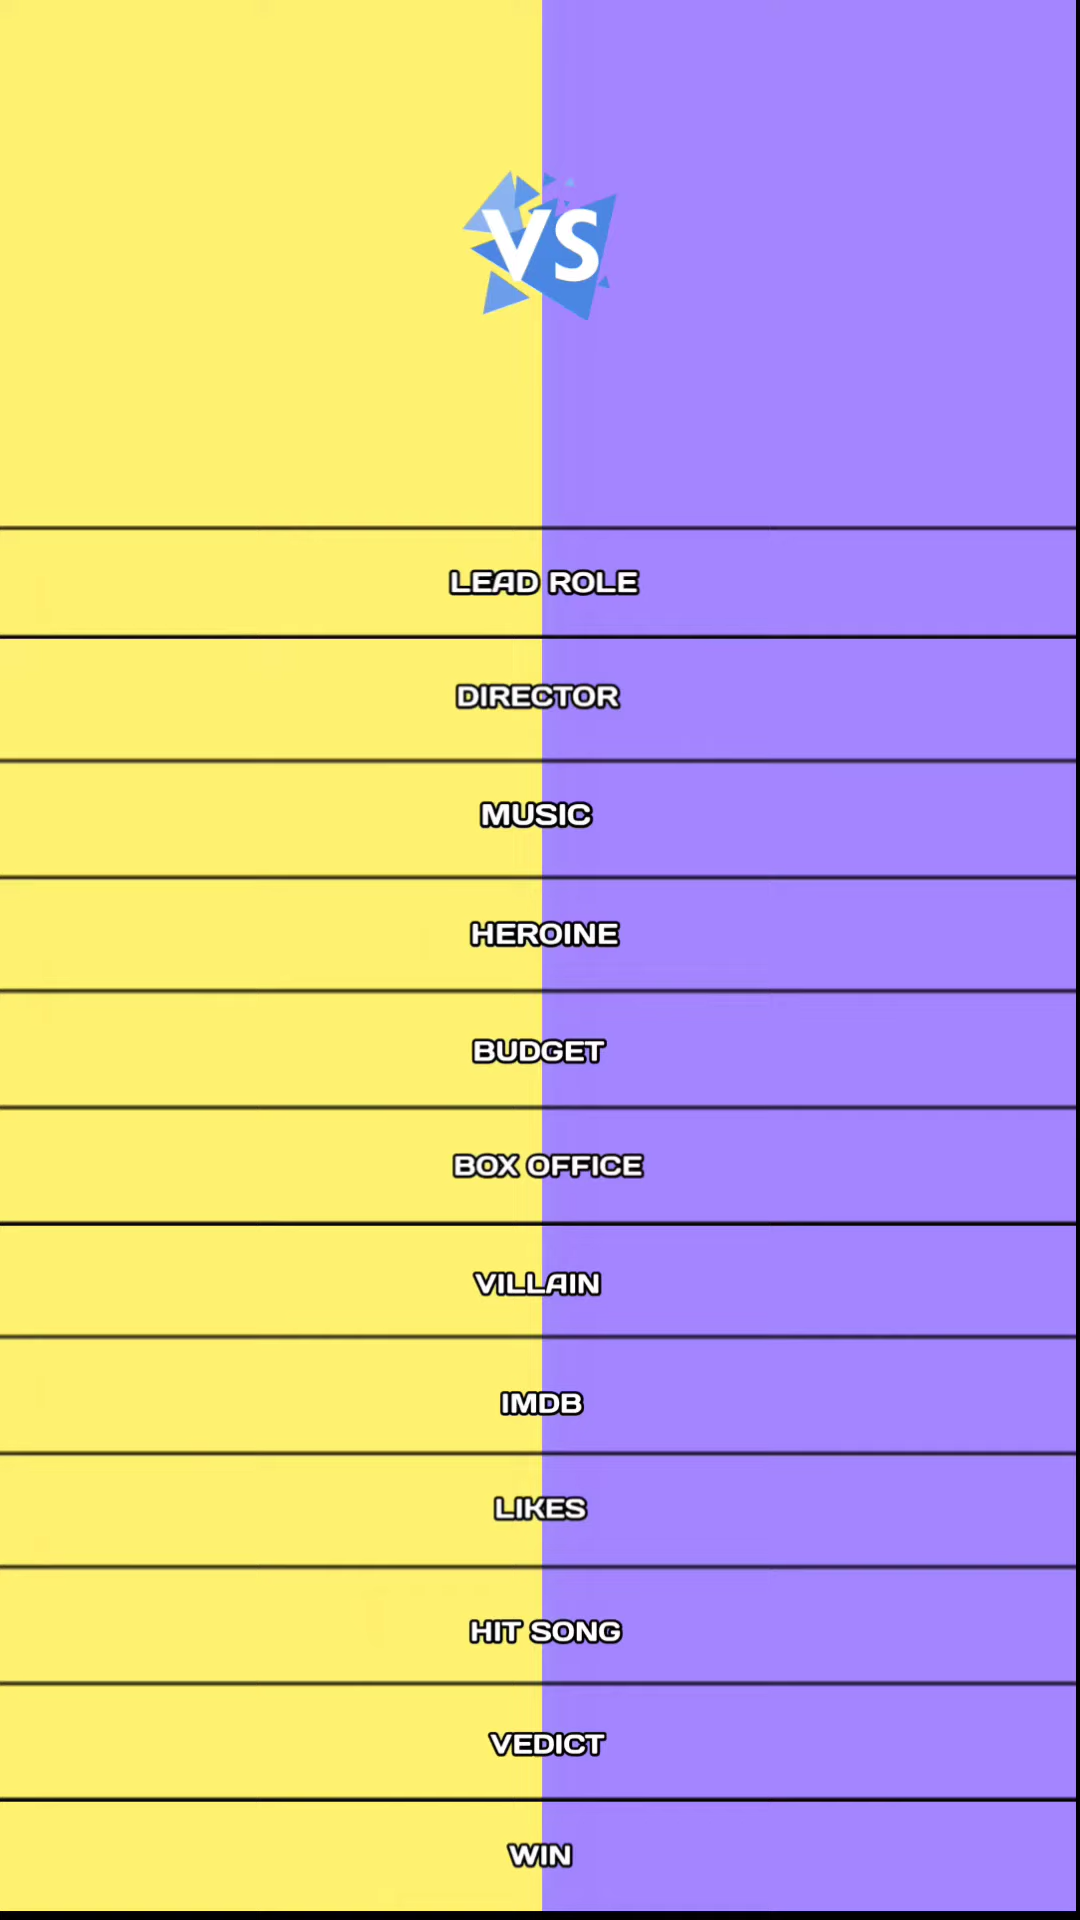 VS
LEAD ROLE
DIRECTOR
MUSIC
HEROINE
BUDGET
BOX OFFICE
VILLAIN
IMDB
LIKES
HIT SONG
VEDICT
WIN